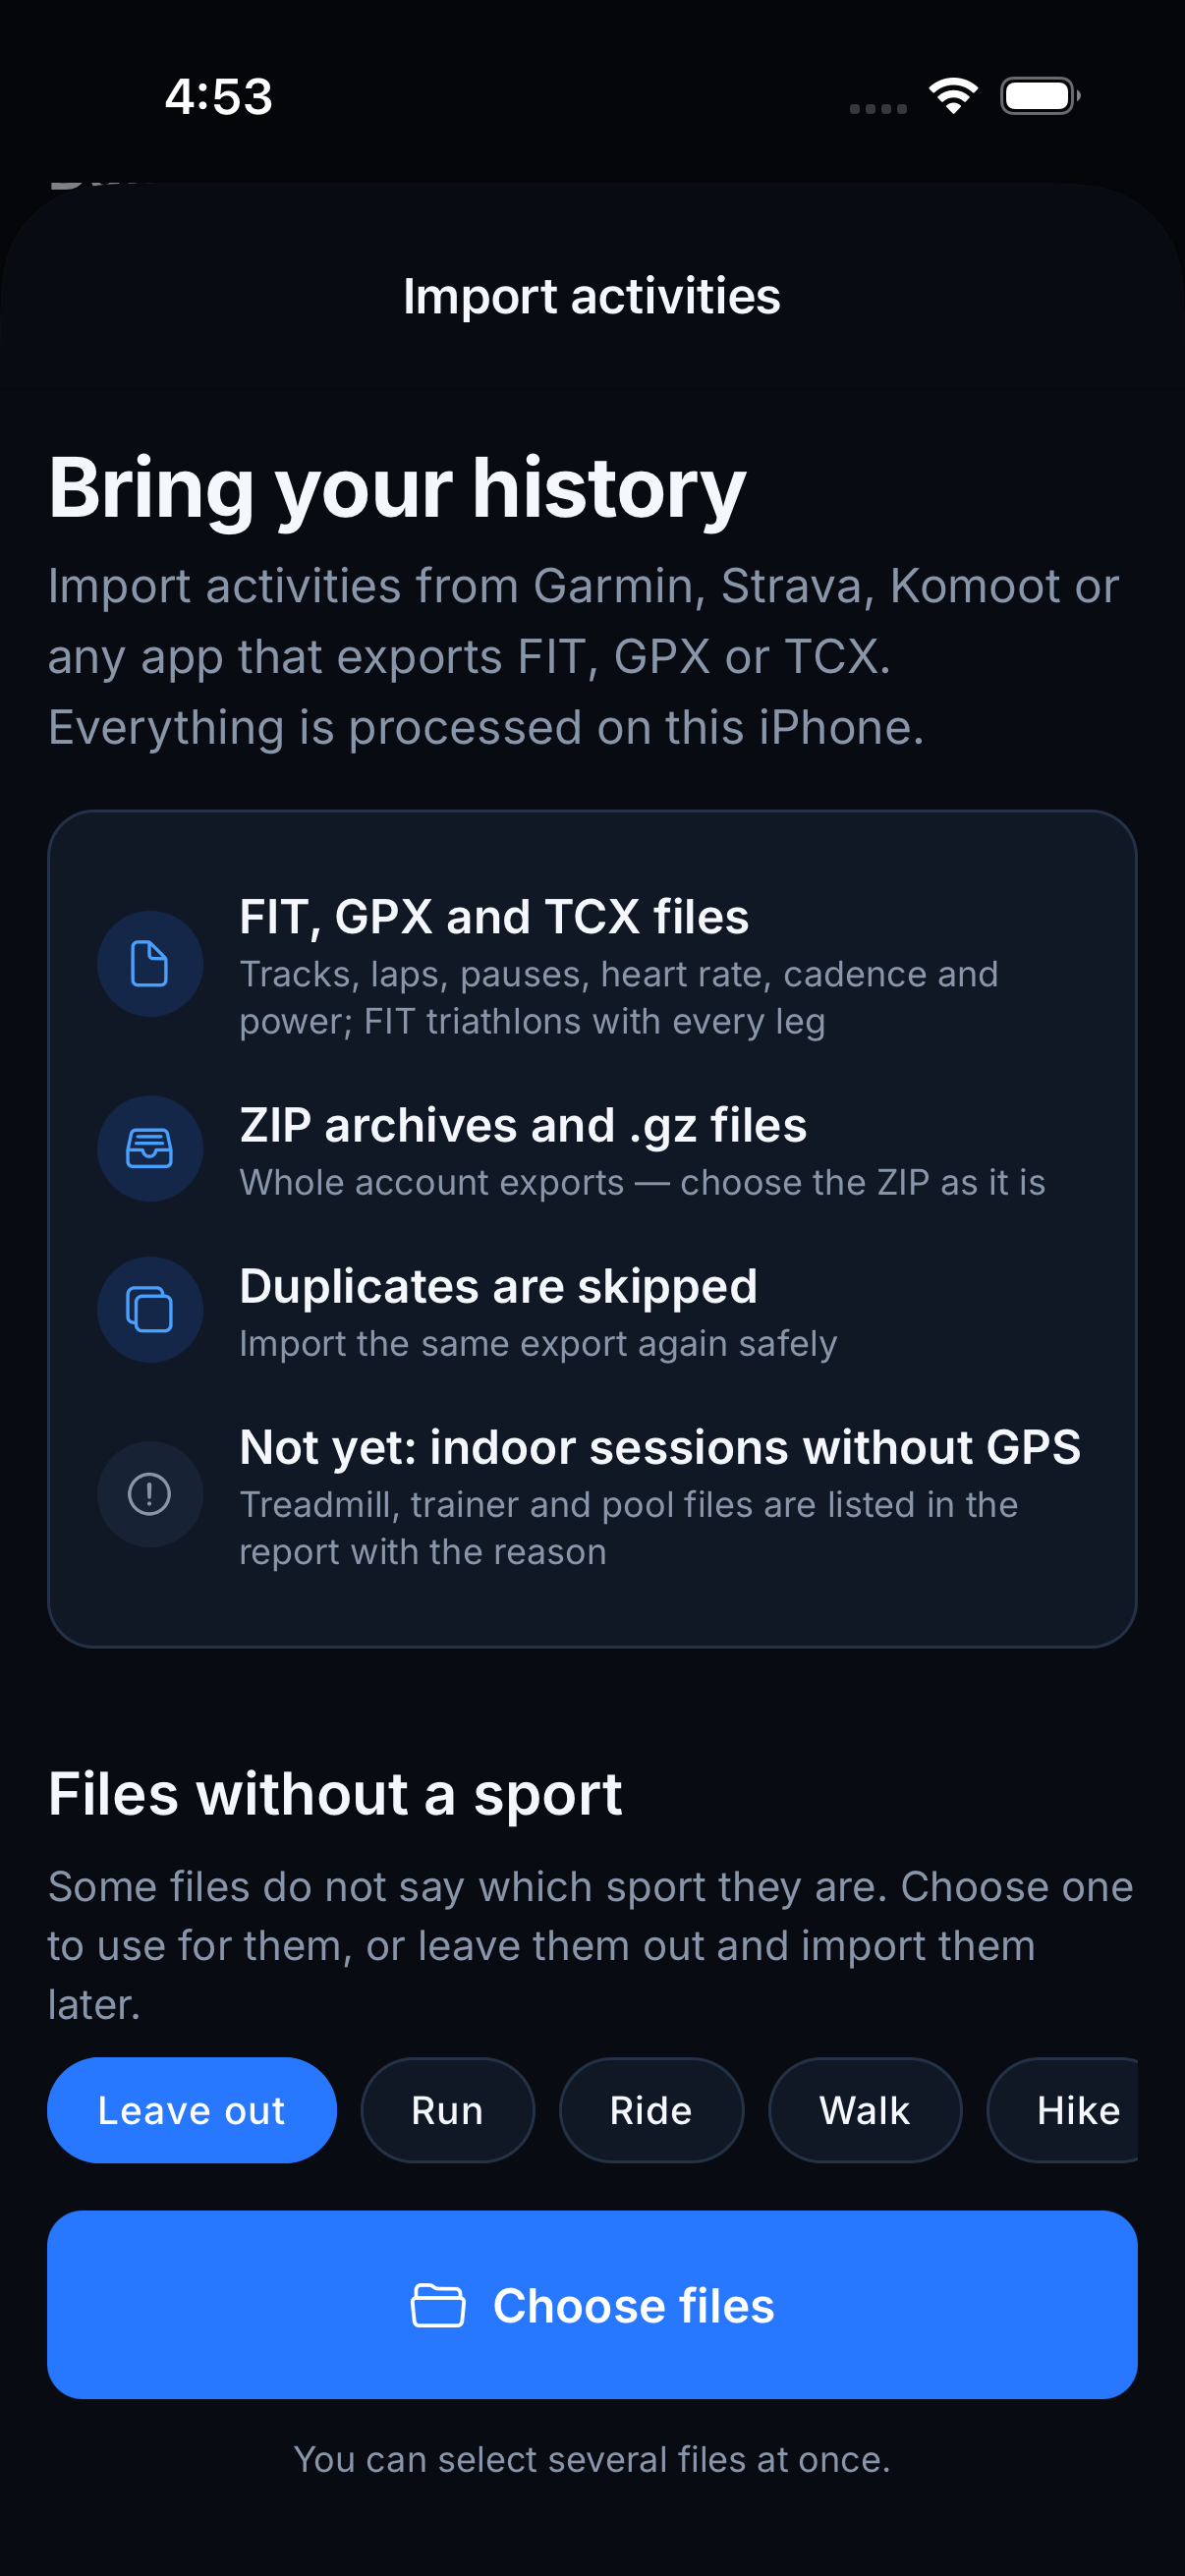 4:53
Import activities
Bring your history
Import activities from Garmin, Strava, Komoot or
any app that exports FIT, GPX or TCX.
Everything is processed on this iPhone.
FIT, GPX and TCX files
Tracks, laps, pauses, heart rate, cadence and
power; FIT triathlons with every leg
ZIP archives and .gz files
Whole account exports — choose the ZIP as it is
Duplicates are skipped
Import the same export again safely
Not yet: indoor sessions without GPS
Treadmill, trainer and pool files are listed in the
report with the reason
Files without a sport
Some files do not say which sport they are. Choose one
to use for them, or leave them out and import them
later.
Leave out Run Ride Walk Hike
Choose files
You can select several files at once.